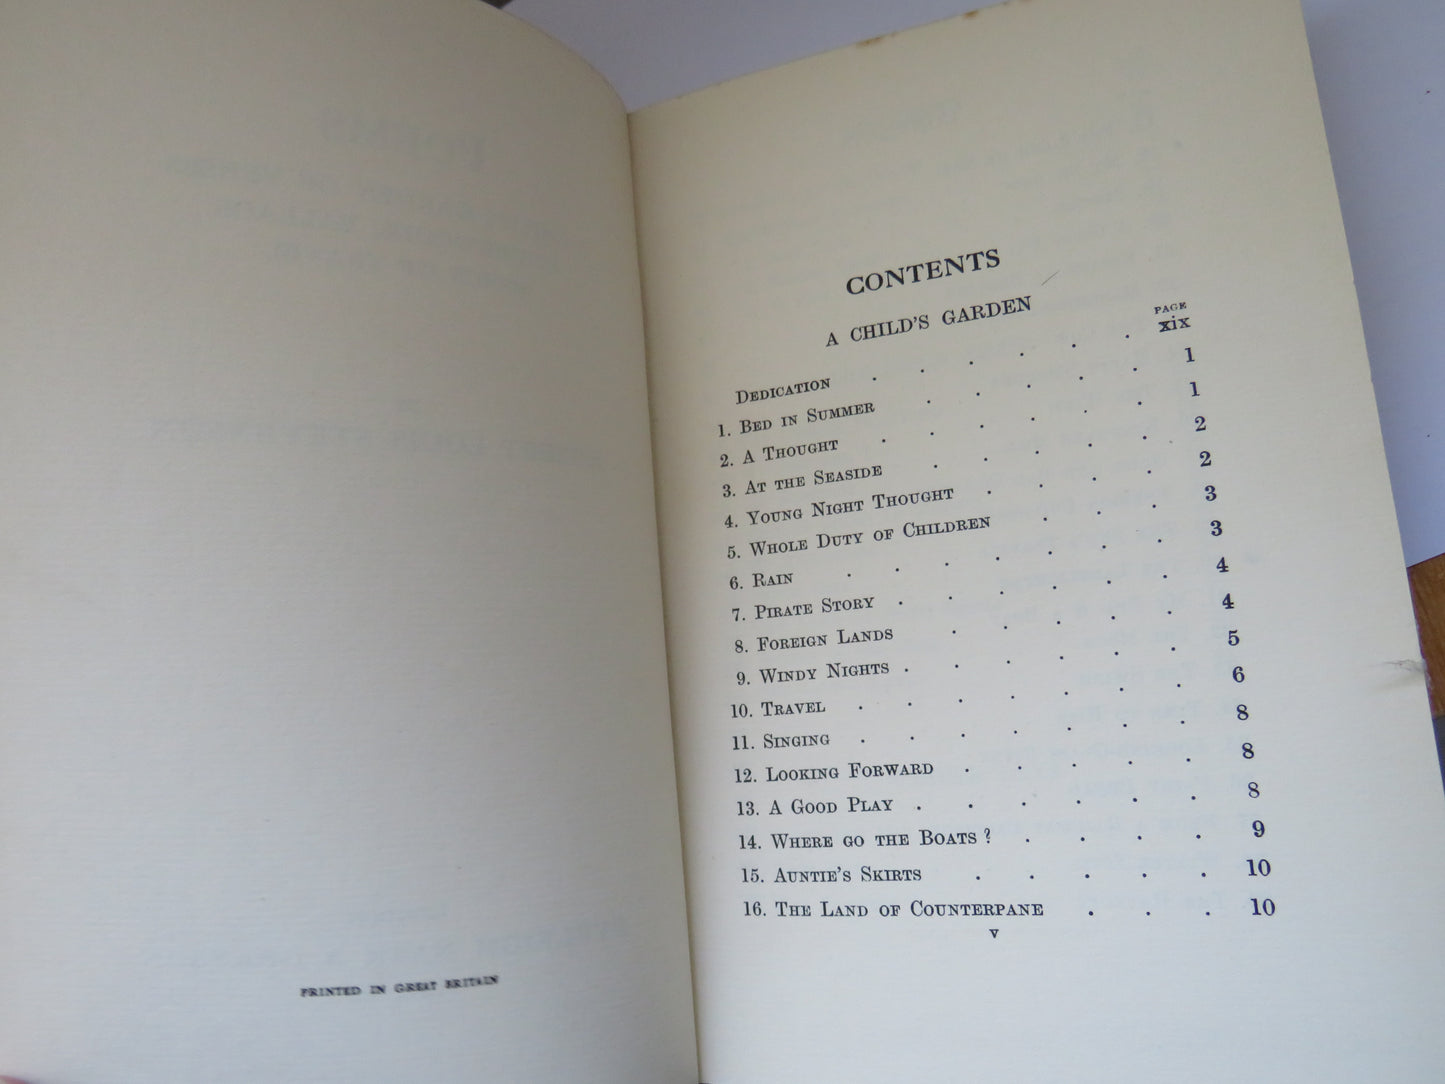 PRINTED IN GREAT BRITAIN
CONTENTS
A CHILD'S GARDEN
PAGE
DEDICATION . . . . . . xix
1. BED IN SUMMER . . . . . 1
2. A THOUGHT . . . . . . 1
3. AT THE SEASIDE . . . . . 2
4. YOUNG NIGHT THOUGHT . . . . 2
5. WHOLE DUTY OF CHILDREN . . . 3
6. RAIN . . . . . . . 3
7. PIRATE STORY . . . . . . 4
8. FOREIGN LANDS . . . . . 4
9. WINDY NIGHTS . . . . . . 5
10. TRAVEL . . . . . . . 6
11. SINGING . . . . . . . 8
12. LOOKING FORWARD . . . . . 8
13. A GOOD PLAY . . . . . . 8
14. WHERE GO THE BOATS ? . . . . 9
15. AUNTIE'S SKIRTS . . . . . 10
16. THE LAND OF COUNTERPANE . . . 10
v